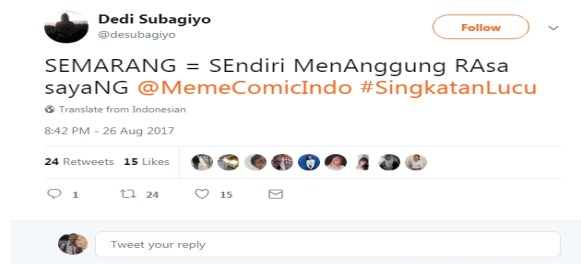 Dedi Subagiyo
@desubagiyo
Follow
SEMARANG = SEndiri MenAnggung RAsa
sayaNG @MemeComicIndo #SingkatanLucu
Translate from Indonesian
8:42 PM - 26 Aug 2017
24 Retweets 15 Likes
1 24 15
Tweet your reply